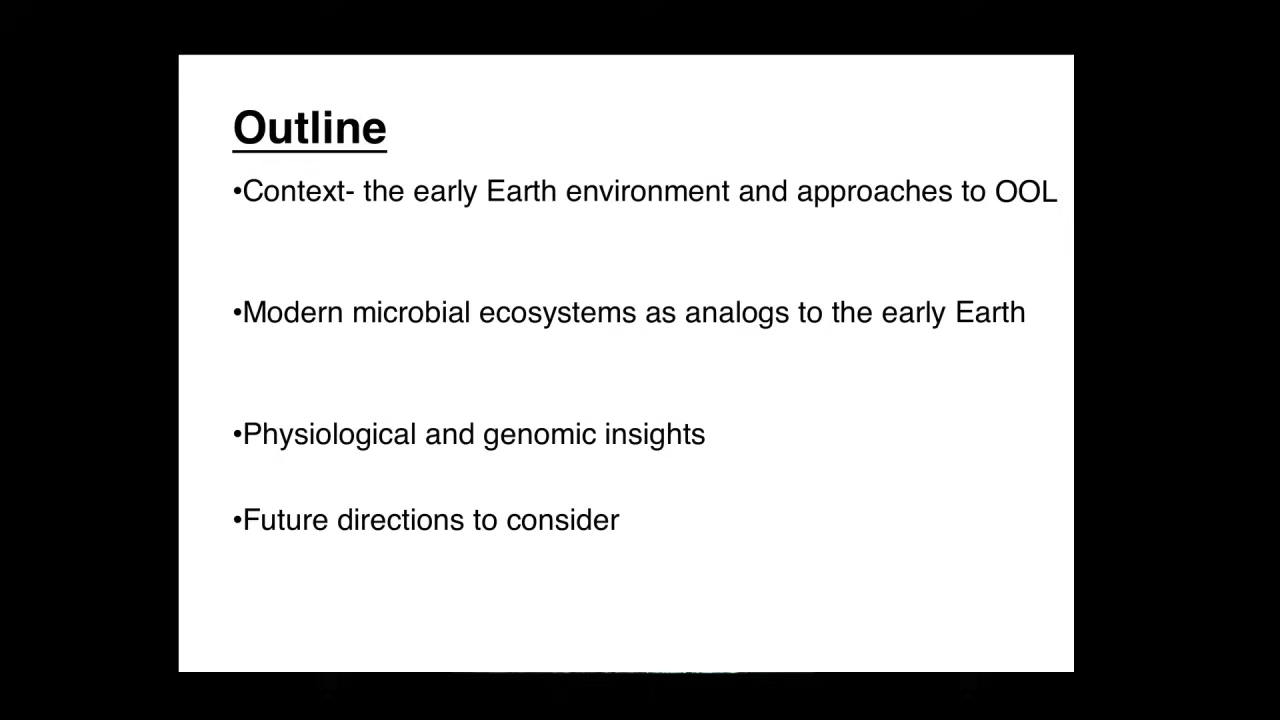 Outline
•Context- the early Earth environment and approaches to OOL
•Modern microbial ecosystems as analogs to the early Earth
•Physiological and genomic insights
•Future directions to consider